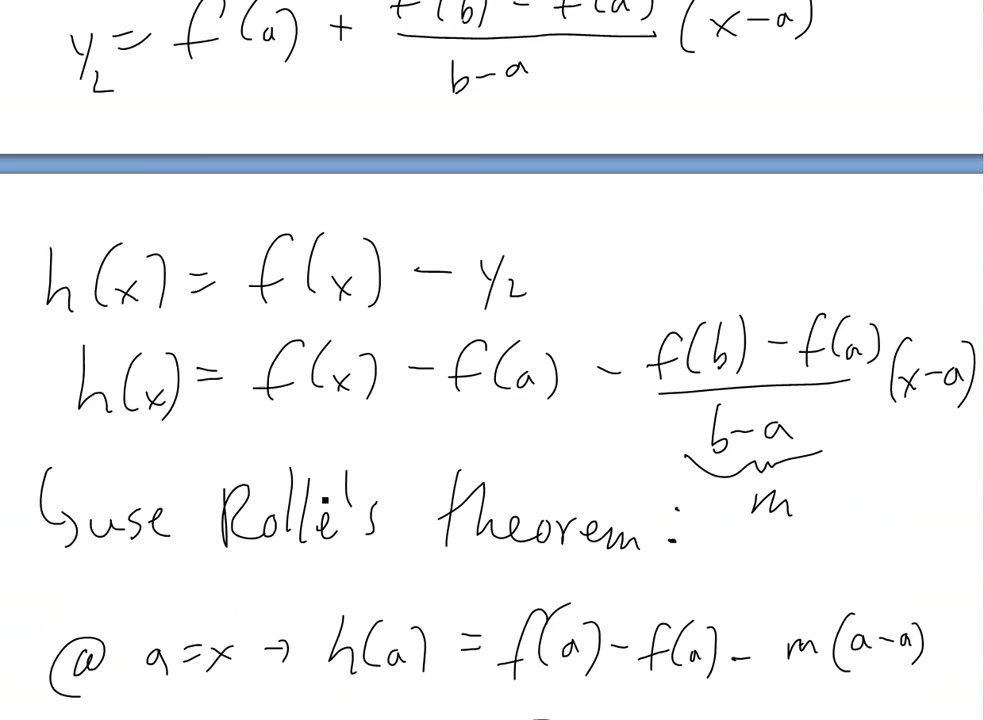 y₂ = f(a) + f(b) - f(a) / b-a (x-a)
h(x) = f(x) - y₂
h(x) = f(x) - f(a) - f(b) - f(a) / b-a (x-a)
m
↳ use Rolle's theorem:
@ a=x → h(a) = f(a) - f(a) - m(a-a)